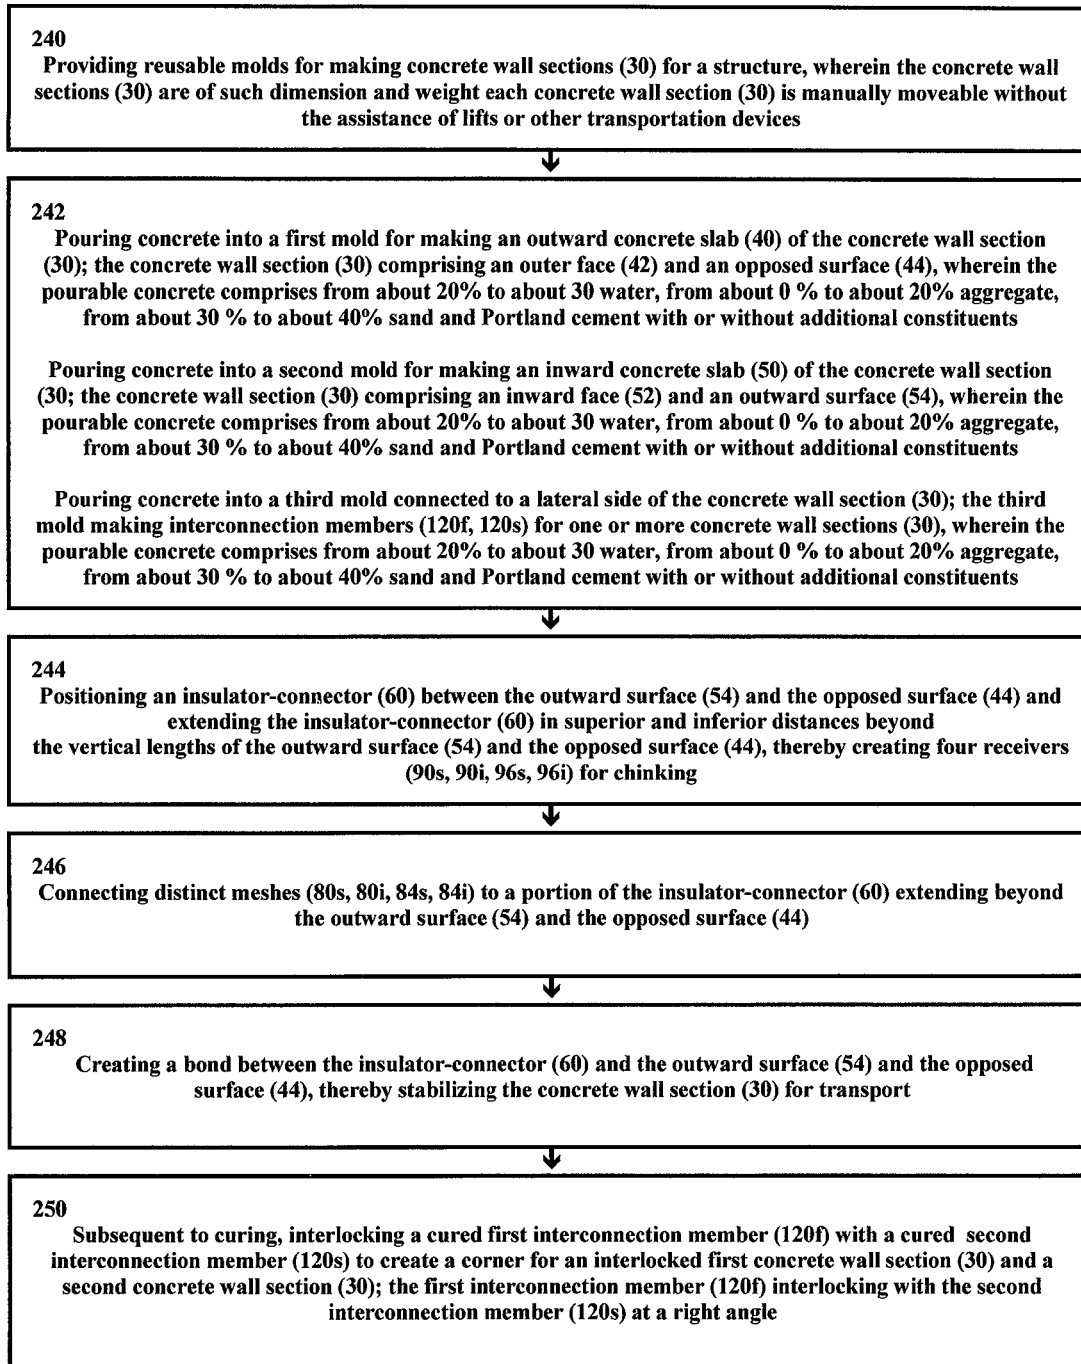 240
Providing reusable molds for making concrete wall sections (30) for a structure, wherein the concrete wall
sections (30) are of such dimension and weight each concrete wall section (30) is manually moveable without
the assistance of lifts or other transportation devices
242
Pouring concrete into a first mold for making an outward concrete slab (40) of the concrete wall section
(30); the concrete wall section (30) comprising an outer face (42) and an opposed surface (44), wherein the
pourable concrete comprises from about 20% to about 30 water, from about 0 % to about 20% aggregate,
from about 30 % to about 40% sand and Portland cement with or without additional constituents
Pouring concrete into a second mold for making an inward concrete slab (50) of the concrete wall section
(30; the concrete wall section (30) comprising an inward face (52) and an outward surface (54), wherein the
pourable concrete comprises from about 20% to about 30 water, from about 0 % to about 20% aggregate,
from about 30 % to about 40% sand and Portland cement with or without additional constituents
Pouring concrete into a third mold connected to a lateral side of the concrete wall section (30); the third
mold making interconnection members (120f, 120s) for one or more concrete wall sections (30), wherein the
pourable concrete comprises from about 20% to about 30 water, from about 0 % to about 20% aggregate,
from about 30 % to about 40% sand and Portland cement with or without additional constituents
244
Positioning an insulator-connector (60) between the outward surface (54) and the opposed surface (44) and
extending the insulator-connector (60) in superior and inferior distances beyond
the vertical lengths of the outward surface (54) and the opposed surface (44), thereby creating four receivers
(90s, 90i, 96s, 96i) for chinking
246
Connecting distinct meshes (80s, 80i, 84s, 84i) to a portion of the insulator-connector (60) extending beyond
the outward surface (54) and the opposed surface (44)
248
Creating a bond between the insulator-connector (60) and the outward surface (54) and the opposed
surface (44), thereby stabilizing the concrete wall section (30) for transport
250
Subsequent to curing, interlocking a cured first interconnection member (120f) with a cured second
interconnection member (120s) to create a corner for an interlocked first concrete wall section (30) and a
second concrete wall section (30); the first interconnection member (120f) interlocking with the second
interconnection member (120s) at a right angle